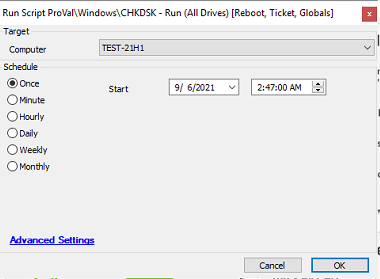 Run Script ProVal\Windows\CHKDSK - Run (All Drives) [Reboot, Ticket, Globals]
Target
Computer TEST-21H1
Schedule
Once Start 9/ 6/2021 2:47:00 AM
Minute
Hourly
Daily
Weekly
Monthly
Advanced Settings
Cancel OK